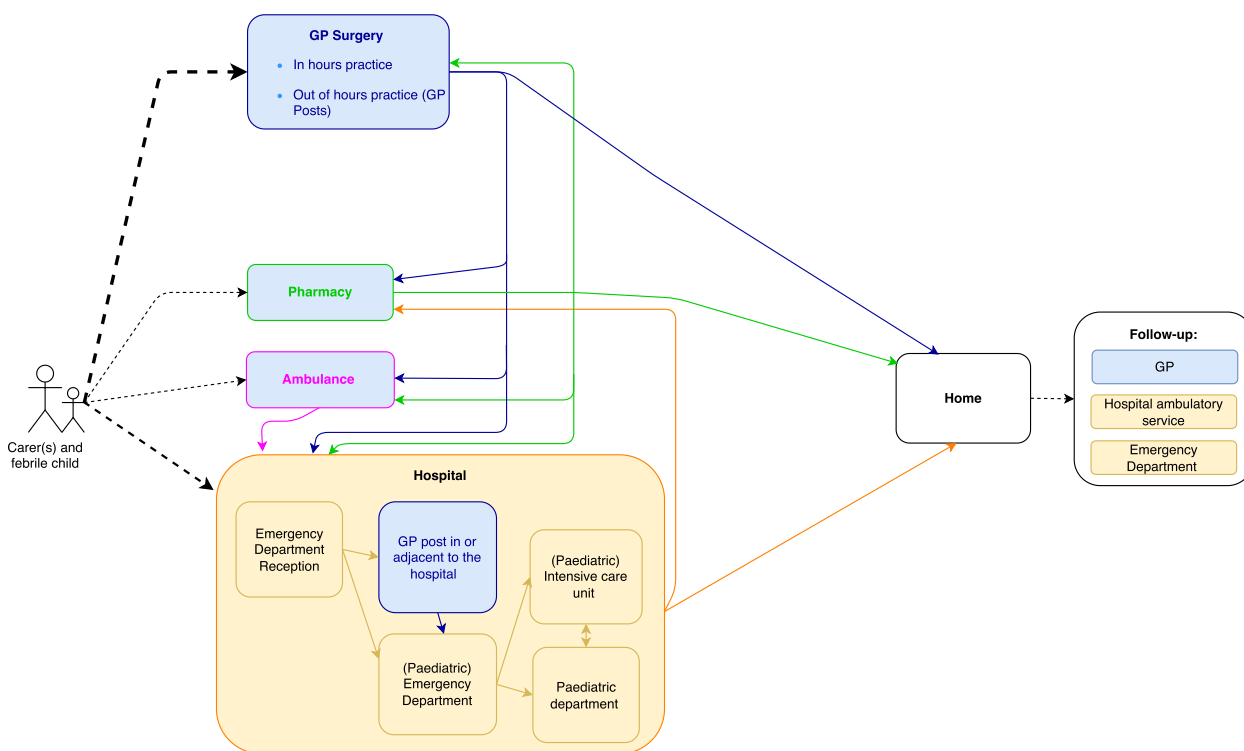 GP Surgery
In hours practice
Out of hours practice (GP
Posts)
Pharmacy
Ambulance
Carer(s) and
febrile child
Home
Follow-up:
GP
Hospital ambulatory
service
Emergency
Department
Hospital
Emergency
Department
Reception
GP post in or
adjacent to the
hospital
(Paediatric)
Intensive care
unit
(Paediatric)
Emergency
Department
Paediatric
department